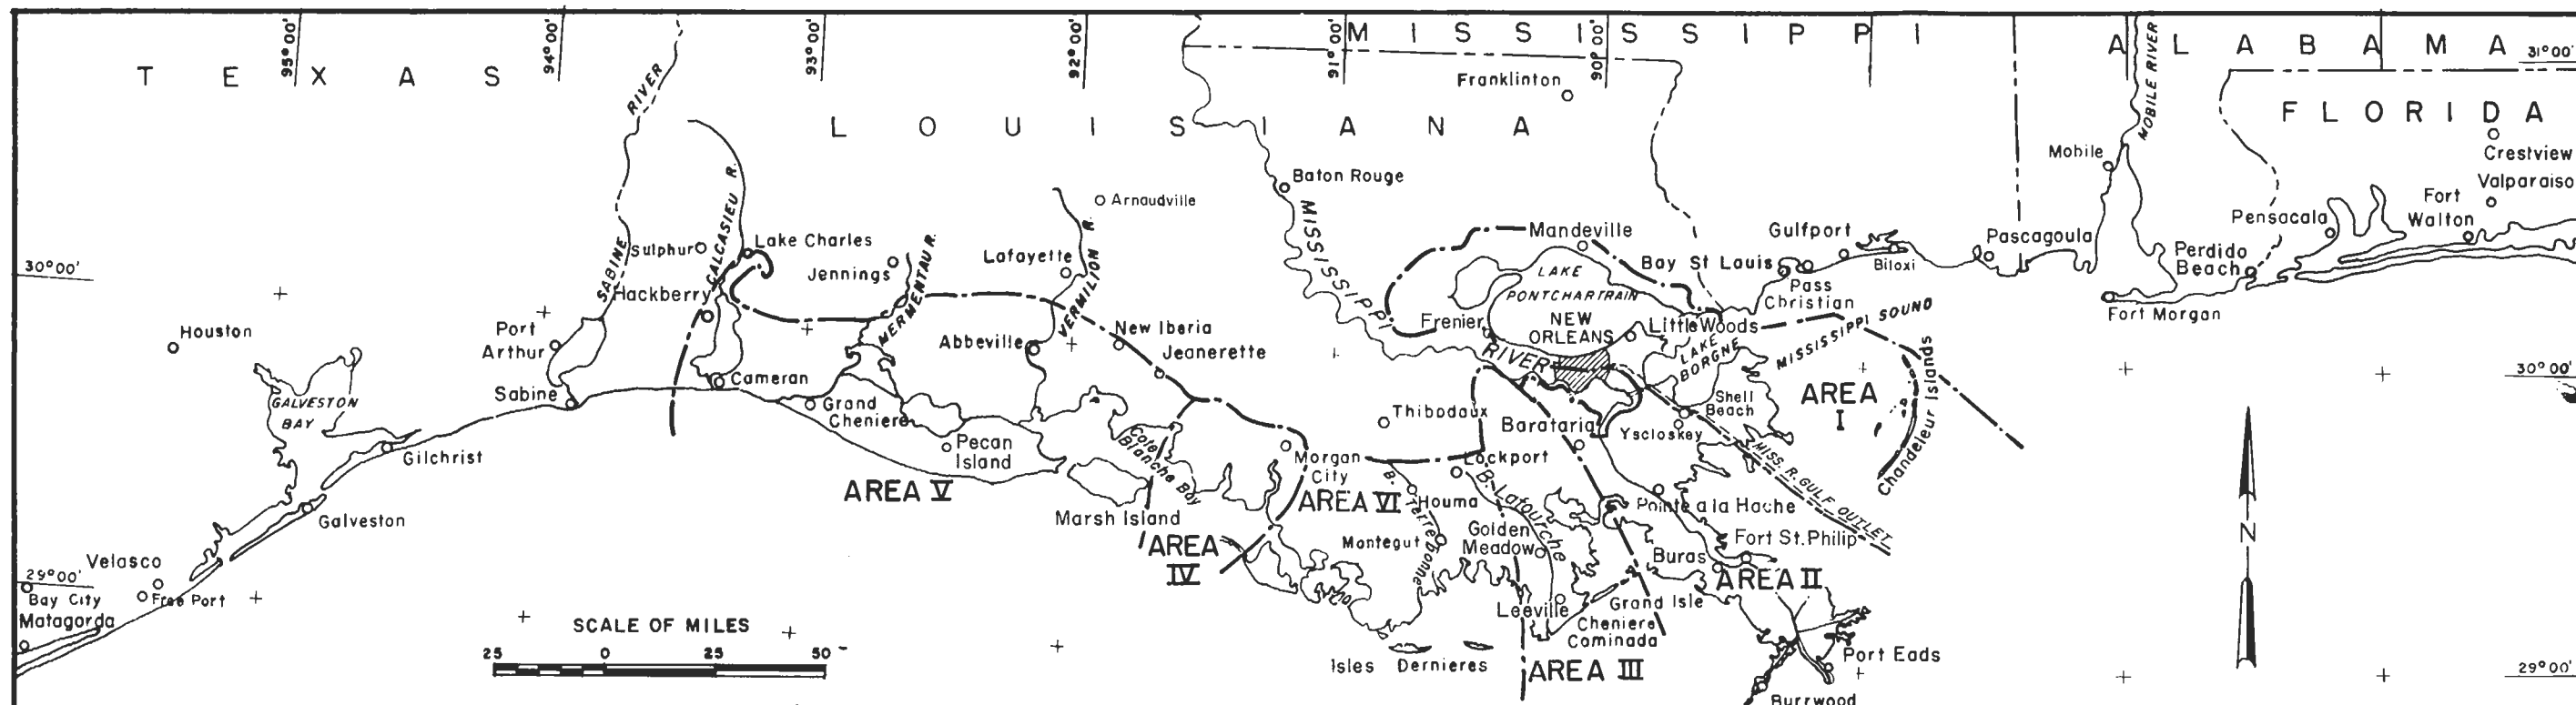 95°00'
94°00'
93°00'
92°00'
91°00'
90°00'
MISSISSIPPI
ALABAMA
31°00'
TEXAS
LOUISIANA
FLORIDA
RIVER
SABINE
CALCASIEU R.
MERMENTAU R.
VERMILION R.
MISSISSIPPI
RIVER
MOBILE RIVER
Franklinton
Crestview
Valparaiso
Fort
Walton
Pensacala
Perdido
Beach
Mobile
Fort Morgan
Pascagoula
Biloxi
Gulfport
Bay St Louis
Pass
Christian
Mandeville
LAKE
PONTCHARTRAIN
NEW
ORLEANS
Little Woods
LAKE
BORGNE
MISSISSIPPI SOUND
Frenier
Baton Rouge
Arnaudville
Lafayette
Jennings
Lake Charles
Sulphur
Hackberry
30°00'
Houston
Port
Arthur
Sabine
Cameran
Grand
Cheniere
Abbeville
New Iberia
Jeanerette
Pecan
Island
Cote
Blanche Bay
AREA V
Marsh Island
AREA
IV
Morgan
City
AREA VI
Thibodaux
Lockport
B. Terrebonne
Houma
B. Lafourche
Golden
Meadow
Montegut
Leeville
Barataria
Yscloskey
Shell
Beach
AREA
I
Chandeleur Islands
MISS. R. GULF OUTLET
Pointe a la Hache
Fort St. Philip
Buras
AREA II
Grand Isle
Cheniere
Cominada
Isles Dernieres
AREA III
Port Eads
Burrwood
30°00'
29°00'
N
GALVESTON
BAY
Gilchrist
Galveston
Velasco
29°00'
Bay City
Free Port
Matagorda
SCALE OF MILES
25 0 25 50